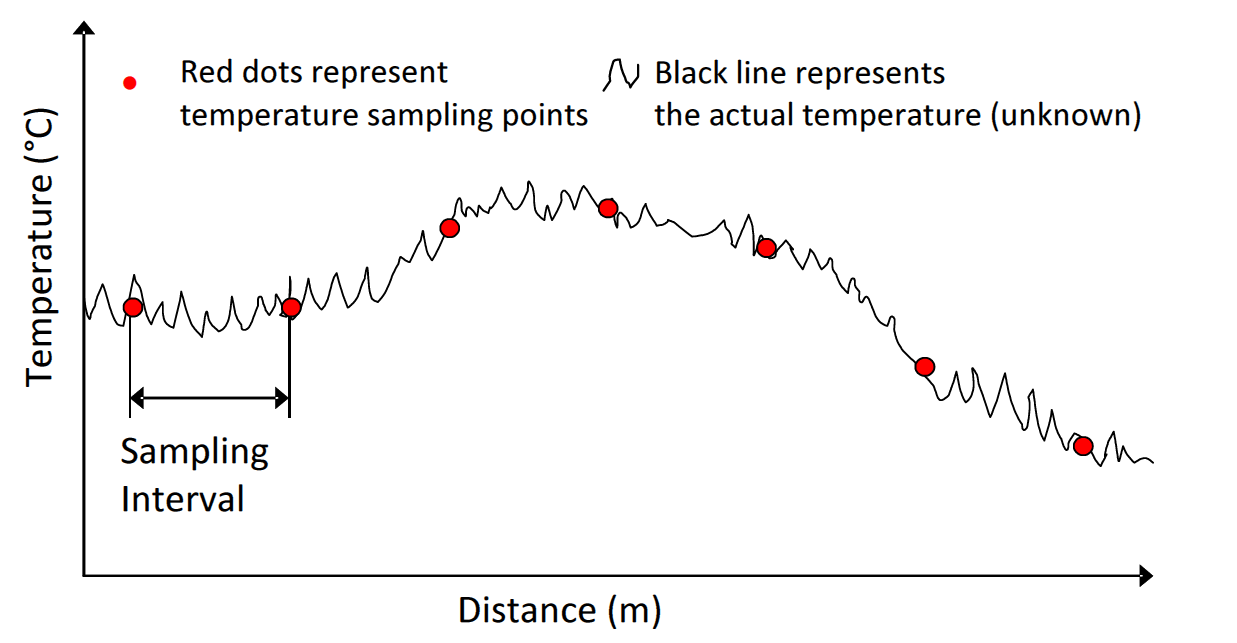 Red dots represent
temperature sampling points
Black line represents
the actual temperature (unknown)
Temperature (°C)
Sampling
Interval
Distance (m)